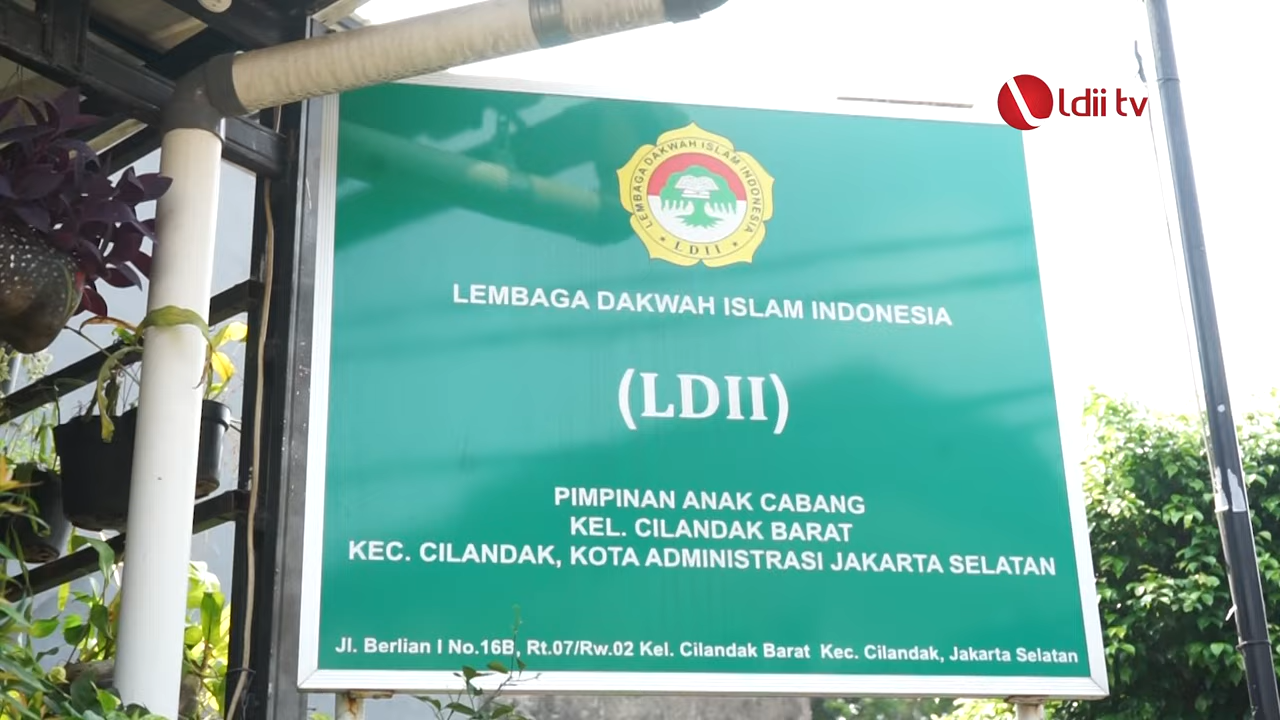 ldii tv
LEMBAGA DAKWAH ISLAM INDONESIA
LDII
LEMBAGA DAKWAH ISLAM INDONESIA
(LDII)
PIMPINAN ANAK CABANG
KEL. CILANDAK BARAT
KEC. CILANDAK, KOTA ADMINISTRASI JAKARTA SELATAN
Jl. Berlian I No.16B, Rt.07/Rw.02 Kel. Cilandak Barat Kec. Cilandak, Jakarta Selatan